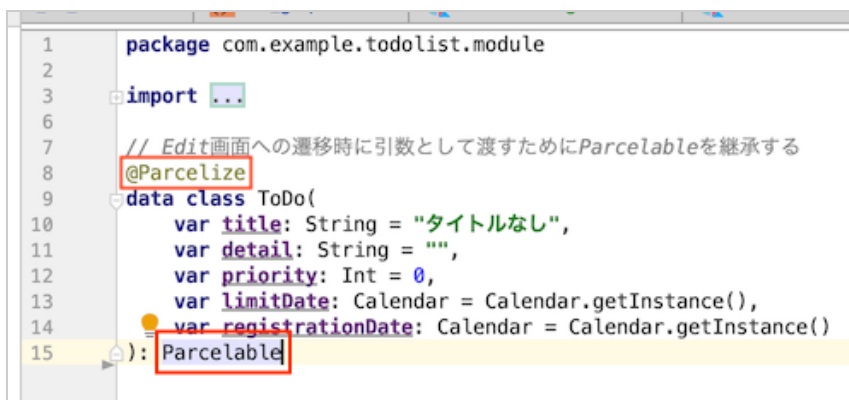 1 package com.example.todolist.module
2
3 import ...
6
7 // Edit画面への遷移時に引数として渡すためにParcelableを継承する
8 @Parcelize
9 data class ToDo(
10 var title: String = "タイトルなし",
11 var detail: String = "",
12 var priority: Int = 0,
13 var limitDate: Calendar = Calendar.getInstance(),
14 var registrationDate: Calendar = Calendar.getInstance()
15 ): Parcelable